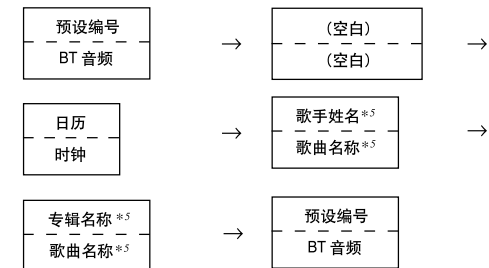 预设编号
BT 音频
→
(空白)
(空白)
→
日历
时钟
→
歌手姓名*5
歌曲名称*5
→
专辑名称*5
歌曲名称*5
→
预设编号
BT 音频